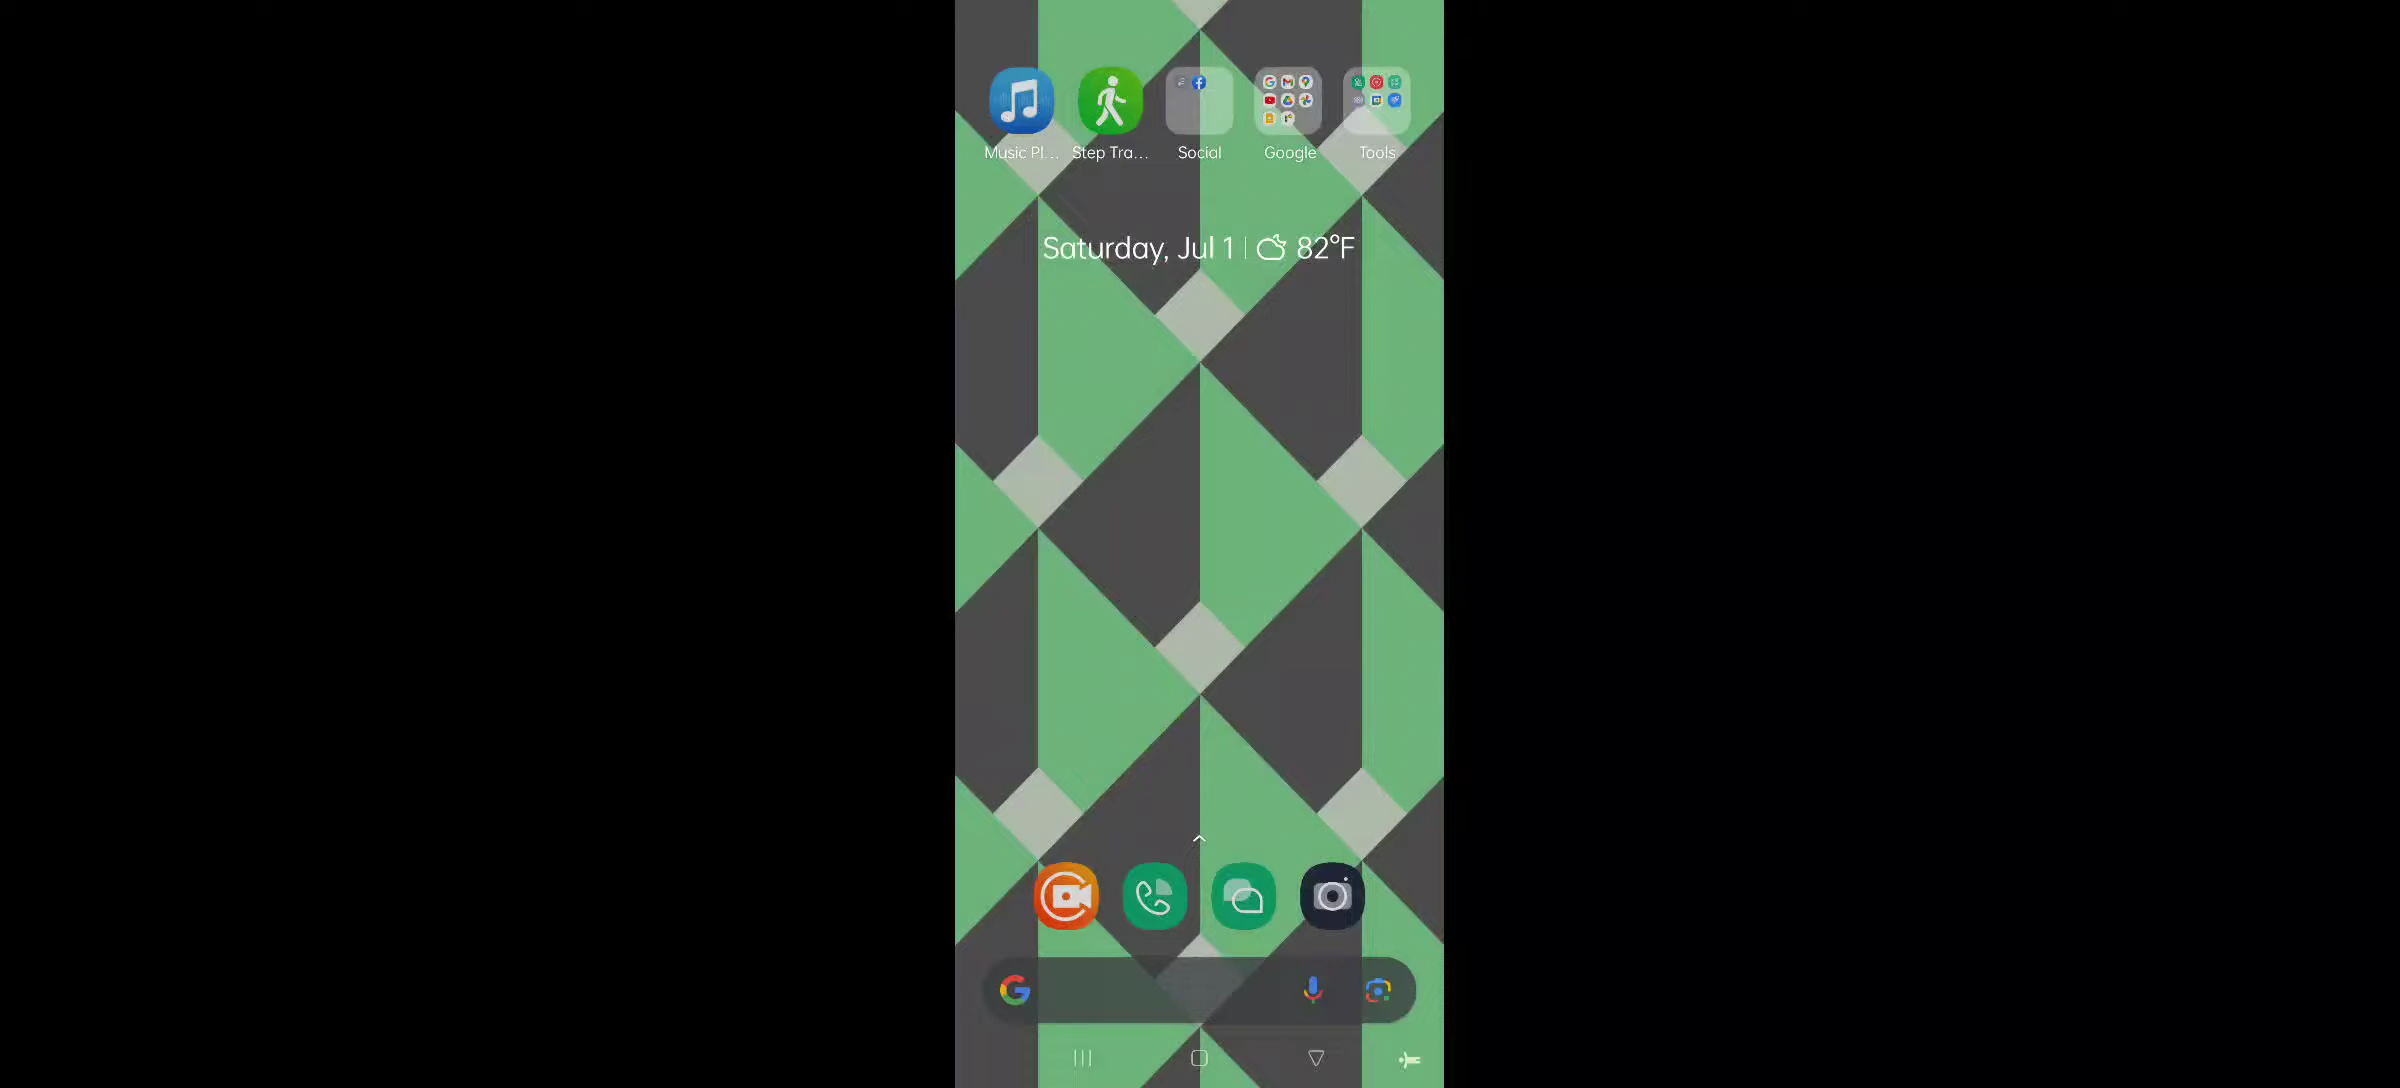 Music Pl...
Step Tra...
Social
Google
Tools
Saturday, Jul 1 | 82°F